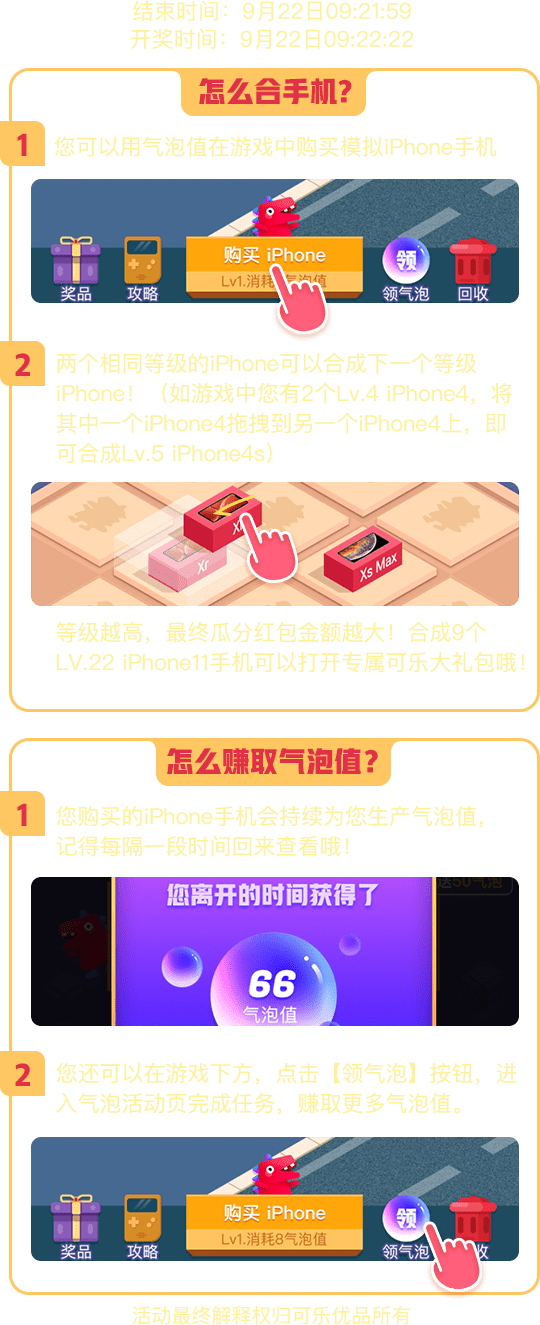 结束时间：9月22日09:21:59
开奖时间：9月22日09:22:22
怎么合手机?
1
您可以用气泡值在游戏中购买模拟iPhone手机
购买 iPhone
Lv1.消耗 气泡值
奖品
攻略
领
领气泡
回收
2
两个相同等级的iPhone可以合成下一个等级
iPhone！（如游戏中您有2个Lv.4 iPhone4，将
其中一个iPhone4拖拽到另一个iPhone4上，即
可合成Lv.5 iPhone4s）
Xr
Xs Max
等级越高，最终瓜分红包金额越大！合成9个
LV.22 iPhone11手机可以打开专属可乐大礼包哦！
怎么赚取气泡值？
1
您购买的iPhone手机会持续为您生产气泡值，
记得每隔一段时间回来查看哦！
送50气泡
您离开的时间获得了
66
气泡值
2
您还可以在游戏下方，点击【领气泡】按钮，进
入气泡活动页完成任务，赚取更多气泡值。
购买 iPhone
Lv1.消耗8气泡值
奖品
攻略
领
领气泡
收
活动最终解释权归可乐优品所有